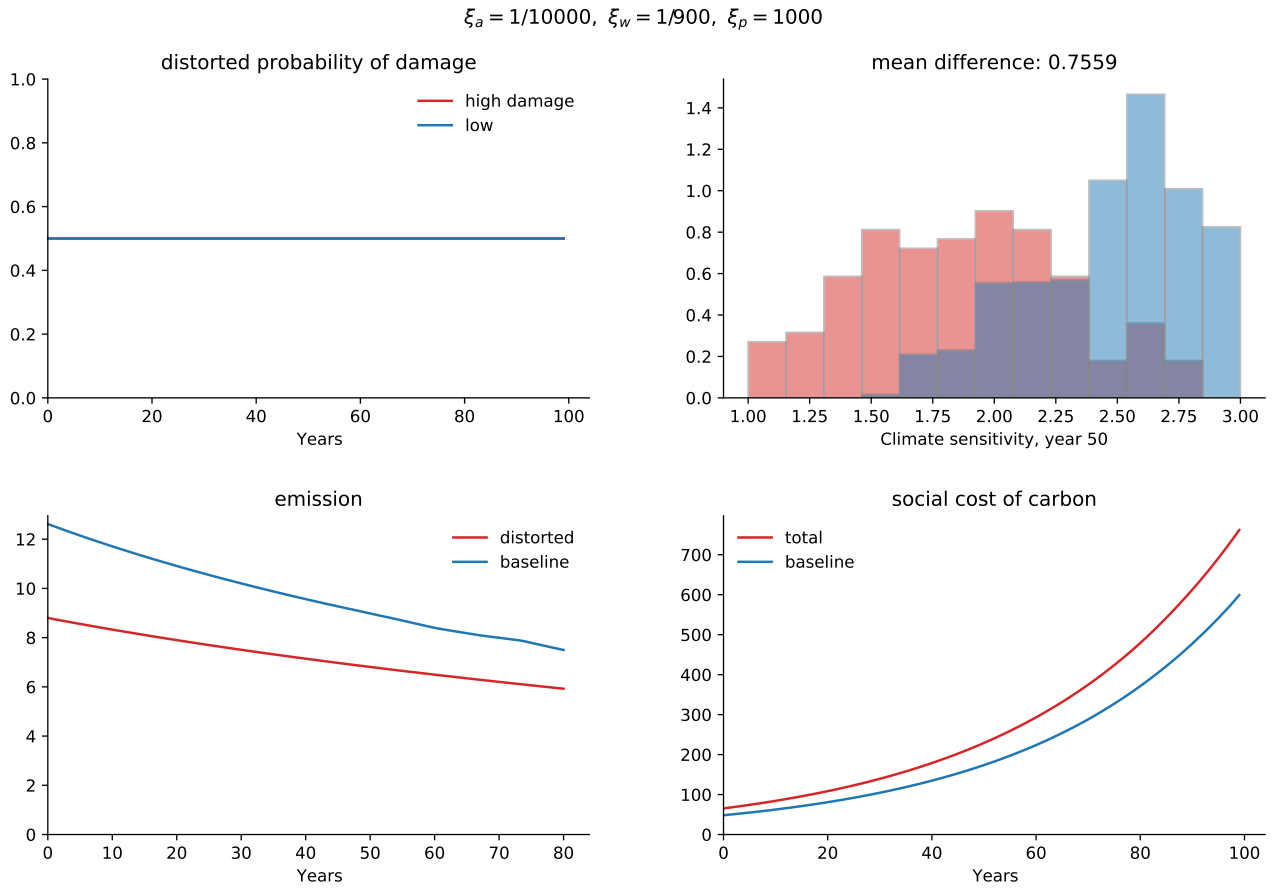 ξₐ = 1/10000, ξ_w = 1/900, ξₚ = 1000
distorted probability of damage
1.0
0.8
0.6
0.4
0.2
0.0
high damage
low
0 20 40 60 80 100
Years
mean difference: 0.7559
1.4
1.2
1.0
0.8
0.6
0.4
0.2
0.0
1.00 1.25 1.50 1.75 2.00 2.25 2.50 2.75 3.00
Climate sensitivity, year 50
emission
12
10
8
6
4
2
0
distorted
baseline
0 10 20 30 40 50 60 70 80
Years
social cost of carbon
700
600
500
400
300
200
100
0
total
baseline
0 20 40 60 80 100
Years